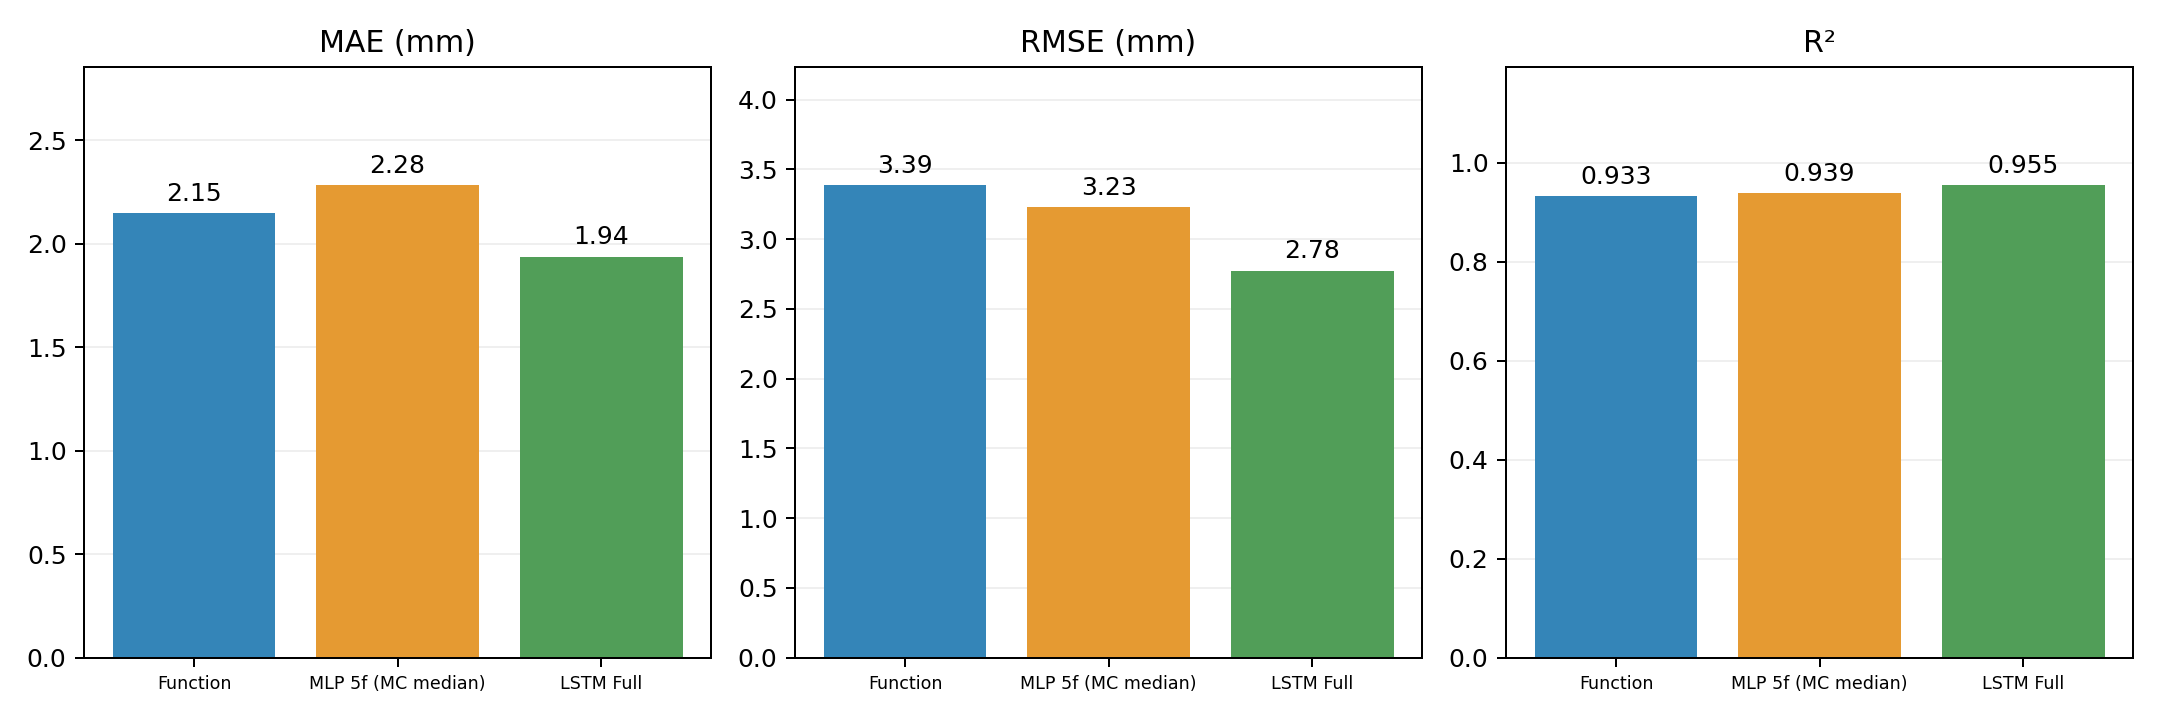 MAE (mm)
2.5
2.0
1.5
1.0
0.5
0.0
2.15
2.28
1.94
Function
MLP 5f (MC median)
LSTM Full
RMSE (mm)
4.0
3.5
3.0
2.5
2.0
1.5
1.0
0.5
0.0
3.39
3.23
2.78
Function
MLP 5f (MC median)
LSTM Full
R²
1.0
0.8
0.6
0.4
0.2
0.0
0.933
0.939
0.955
Function
MLP 5f (MC median)
LSTM Full